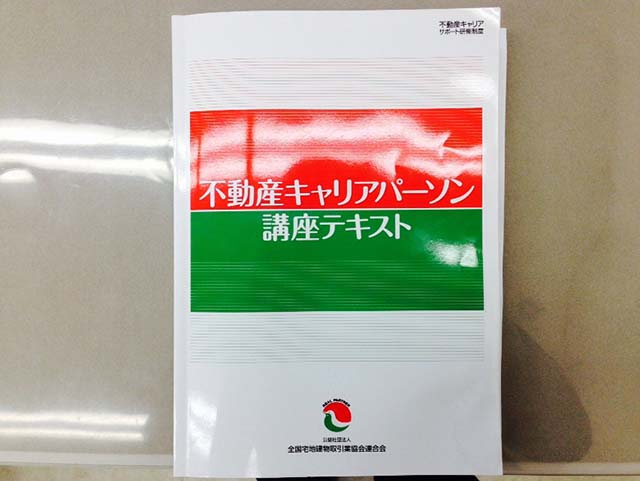 不動産キャリア
サポート研修制度
不動産キャリアパーソン
講座テキスト
REAL PARTNER
公益社団法人
全国宅地建物取引業協会連合会